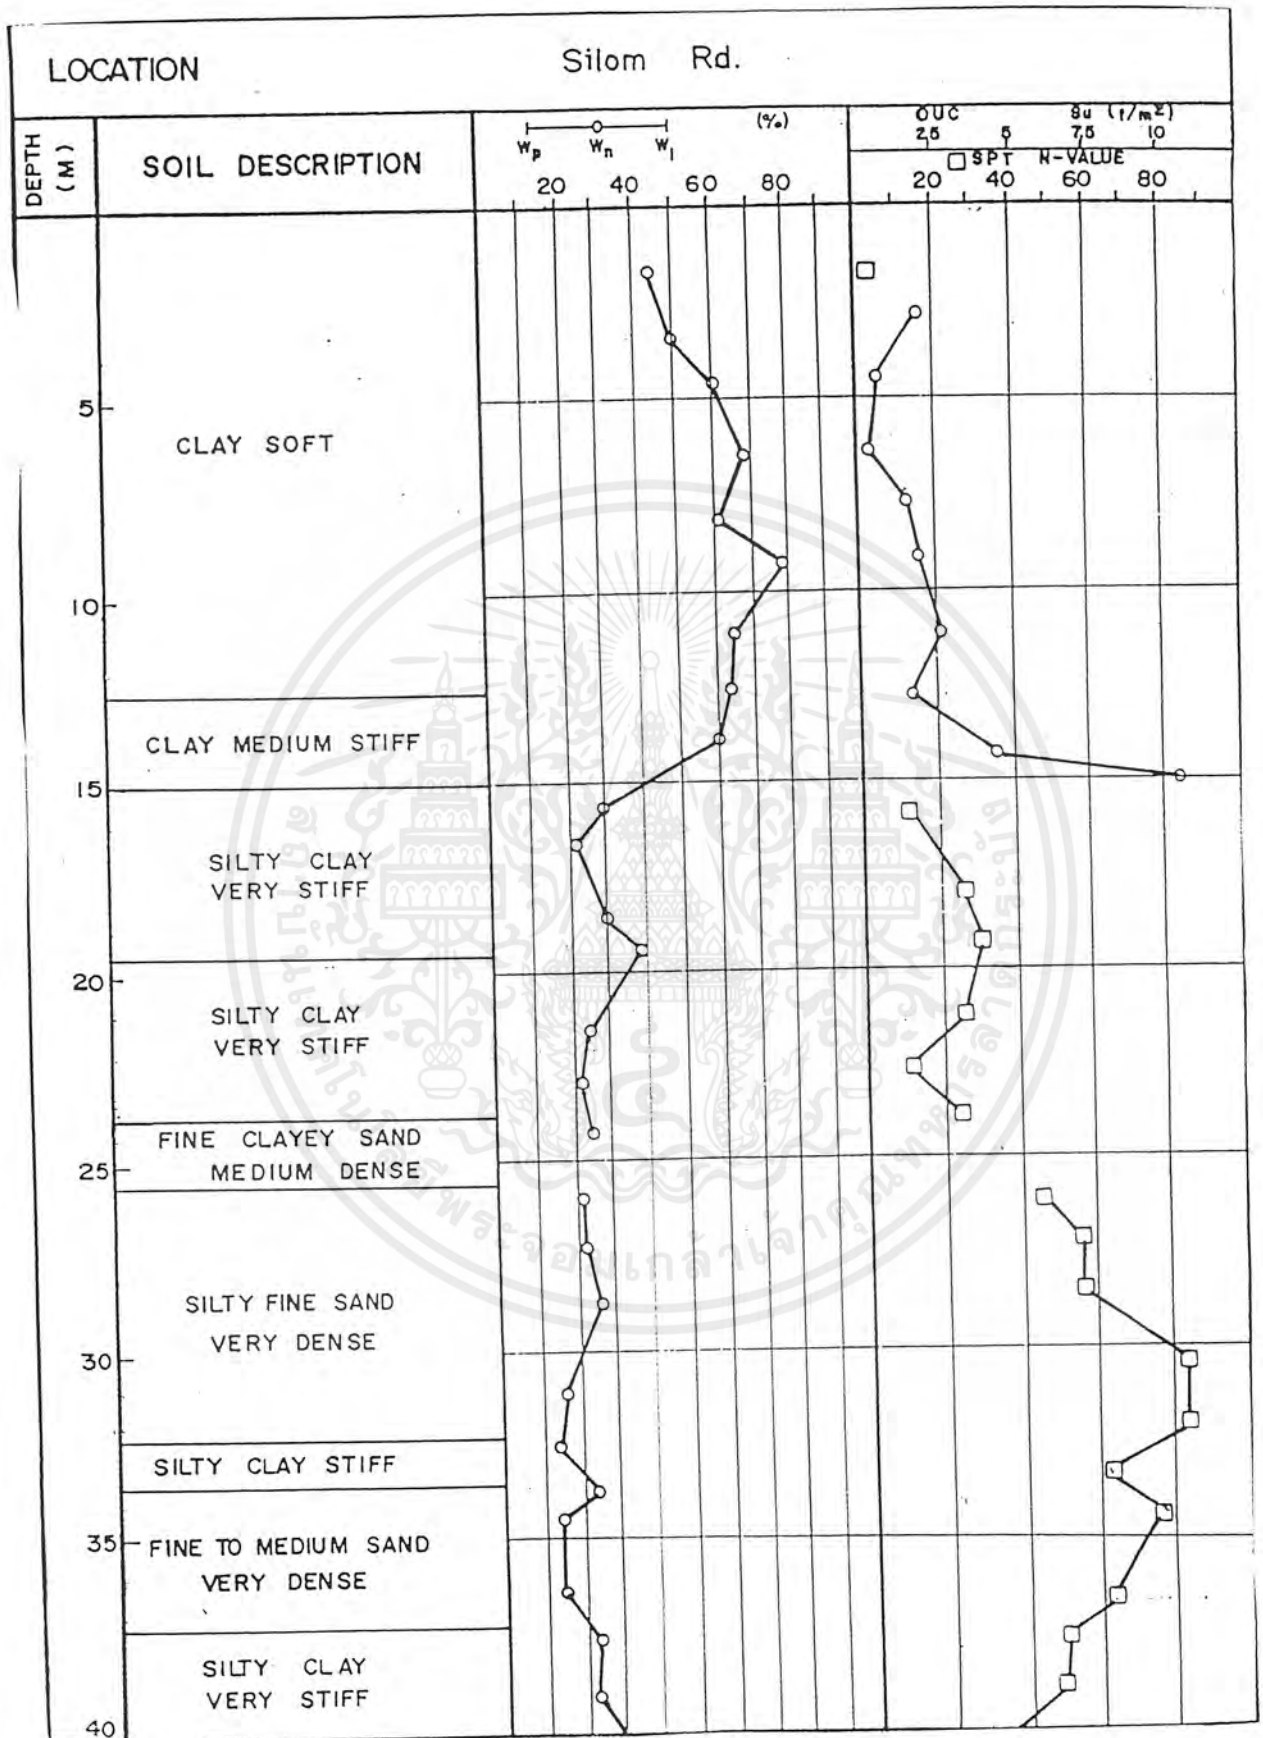 LOCATION Silom Rd.
DEPTH (M)
SOIL DESCRIPTION
(%)
Wp Wn Wl
20 40 60 80
OUC Su (t/m2)
2.5 5 7.5 10
SPT N-VALUE
20 40 60 80
5
CLAY SOFT
10
CLAY MEDIUM STIFF
15
SILTY CLAY
VERY STIFF
20
SILTY CLAY
VERY STIFF
FINE CLAYEY SAND
MEDIUM DENSE
25
SILTY FINE SAND
VERY DENSE
30
SILTY CLAY STIFF
35
FINE TO MEDIUM SAND
VERY DENSE
SILTY CLAY
VERY STIFF
40